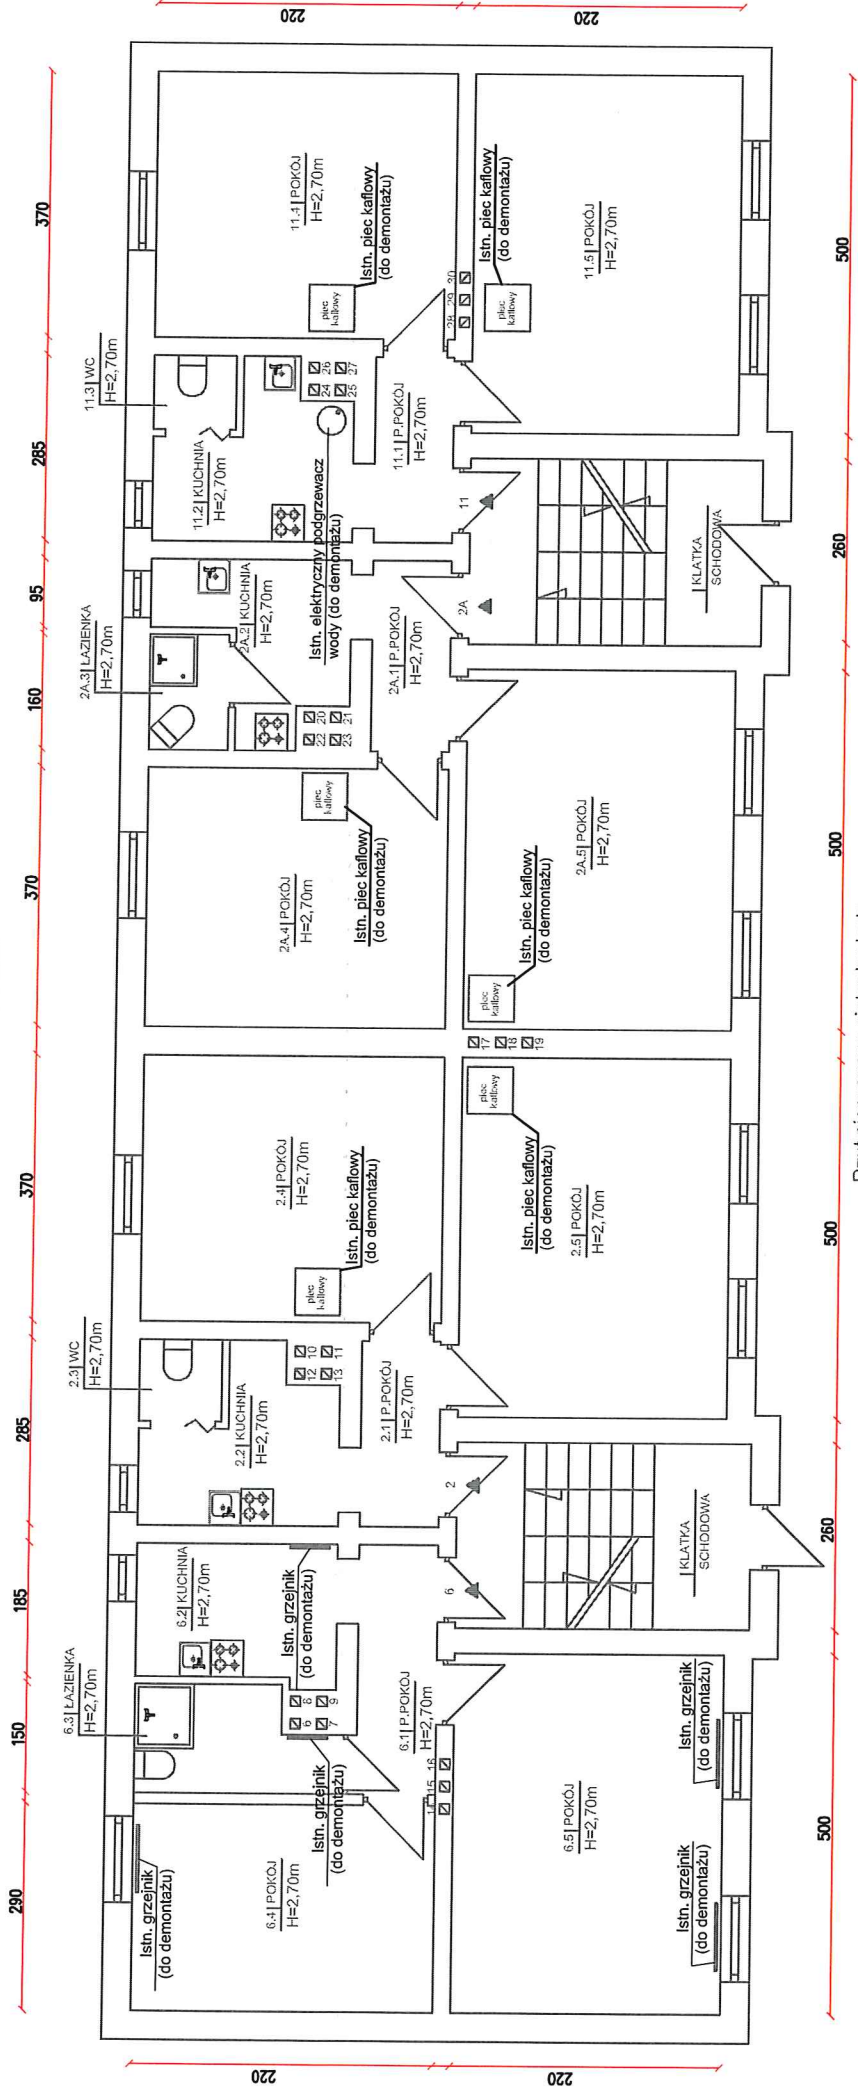 290
150
185
285
370
370
160
95
285
370
6.3 ŁAZIENKA
H=2,70m
2.3 WC
H=2,70m
2A.3 ŁAZIENKA
H=2,70m
11.3 WC
H=2,70m
Istn. grzejnik
(do demontażu)
6.4 POKÓJ
H=2,70m
Istn. grzejnik
(do demontażu)
6 8
7 9
6.2 KUCHNIA
H=2,70m
Istn. grzejnik
(do demontażu)
6.1 P.POKÓJ
H=2,70m
14 15 16
2.2 KUCHNIA
H=2,70m
12 10
13 11
2.1 P.POKÓJ
H=2,70m
2.4 POKÓJ
H=2,70m
piec
kaflowy
Istn. piec kaflowy
(do demontażu)
2A.4 POKÓJ
H=2,70m
piec
kaflowy
Istn. piec kaflowy
(do demontażu)
22 20
23 21
2A.2 KUCHNIA
H=2,70m
2A.1 P.POKÓJ
H=2,70m
Istn. elektryczny podgrzewacz
wody (do demontażu)
11.2 KUCHNIA
H=2,70m
24 26
25 27
11.1 P.POKÓJ
H=2,70m
11.4 POKÓJ
H=2,70m
piec
kaflowy
Istn. piec kaflowy
(do demontażu)
28 29 30
6
2
2A
11
6.5 POKÓJ
H=2,70m
Istn. grzejnik
(do demontażu)
Istn. grzejnik
(do demontażu)
KLATKA
SCHODOWA
2.5 POKÓJ
H=2,70m
piec
kaflowy
Istn. piec kaflowy
(do demontażu)
17
18
19
piec
kaflowy
Istn. piec kaflowy
(do demontażu)
2A.5 POKÓJ
H=2,70m
KLATKA
SCHODOWA
piec
kaflowy
Istn. piec kaflowy
(do demontażu)
11.5 POKÓJ
H=2,70m
500
260
500
500
260
500
220
220
220
220